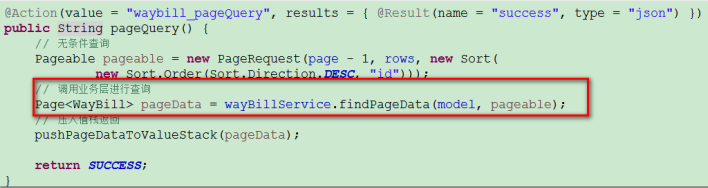 @Action(value = "waybill_pageQuery", results = { @Result(name = "success", type = "json") })
public String pageQuery() {
// 无条件查询
Pageable pageable = new PageRequest(page - 1, rows, new Sort(
new Sort.Order(Sort.Direction.DESC, "id")));
// 调用业务层进行查询
Page<WayBill> pageData = wayBillService.findPageData(model, pageable);
// 压入值栈返回
pushPageDataToValueStack(pageData);
return SUCCESS;
}